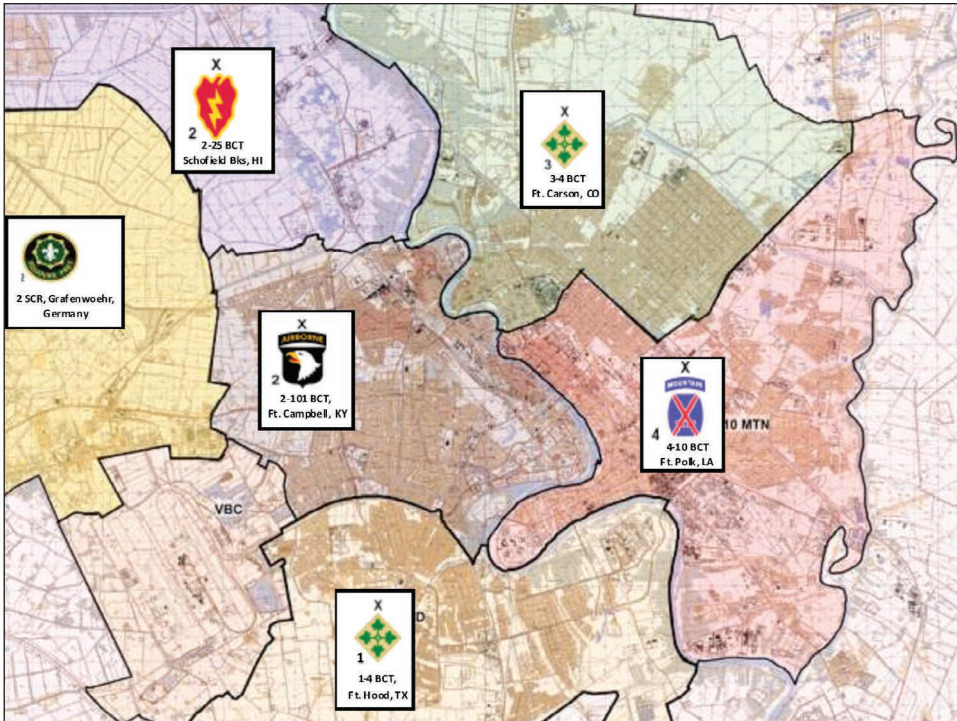 X
2
2-25 BCT
Schofield Bks, HI
X
3
3-4 BCT
Ft. Carson, CO
2 SCR, Grafenwoehr,
Germany
X
AIRBORNE
2
2-101 BCT,
Ft. Campbell, KY
X
MOUNTAIN
4
4-10 BCT
Ft. Polk, LA
10 MTN
VBC
X
D
1
1-4 BCT,
Ft. Hood, TX